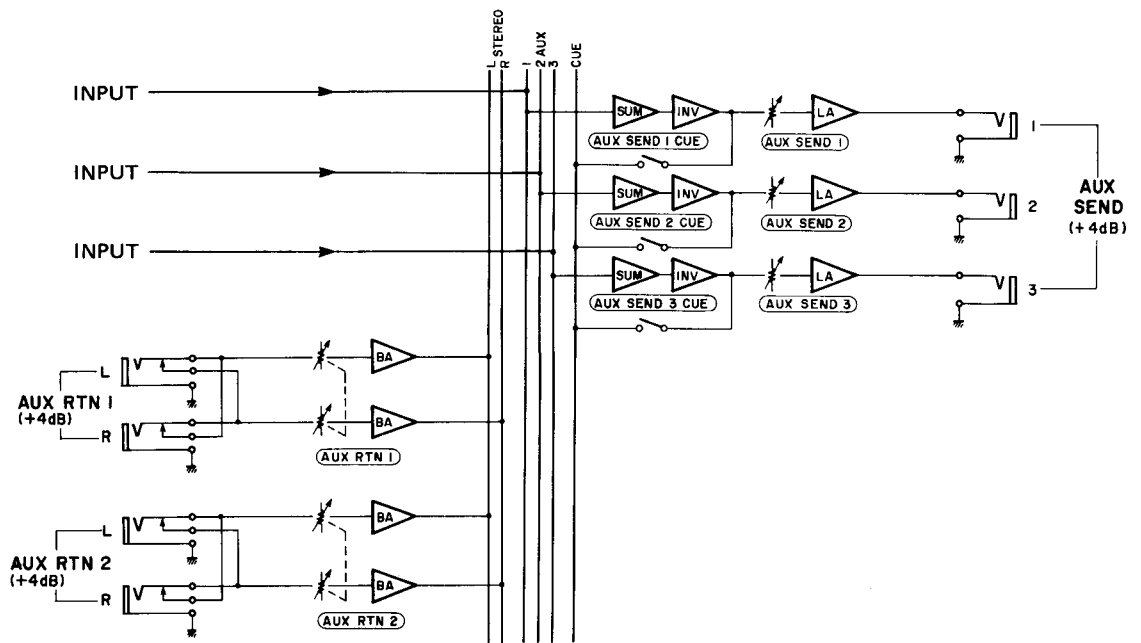 L STEREO
R
1
2 AUX
3
CUE
INPUT
SUM
INV
LA
AUX SEND 1 CUE
AUX SEND 1
V
1
INPUT
SUM
INV
LA
AUX SEND 2 CUE
AUX SEND 2
V
2
AUX
SEND
(+4dB)
INPUT
SUM
INV
LA
AUX SEND 3 CUE
AUX SEND 3
V
3
L
V
BA
AUX RTN 1
(+4dB)
R
V
BA
AUX RTN 1
L
V
BA
AUX RTN 2
(+4dB)
R
V
BA
AUX RTN 2